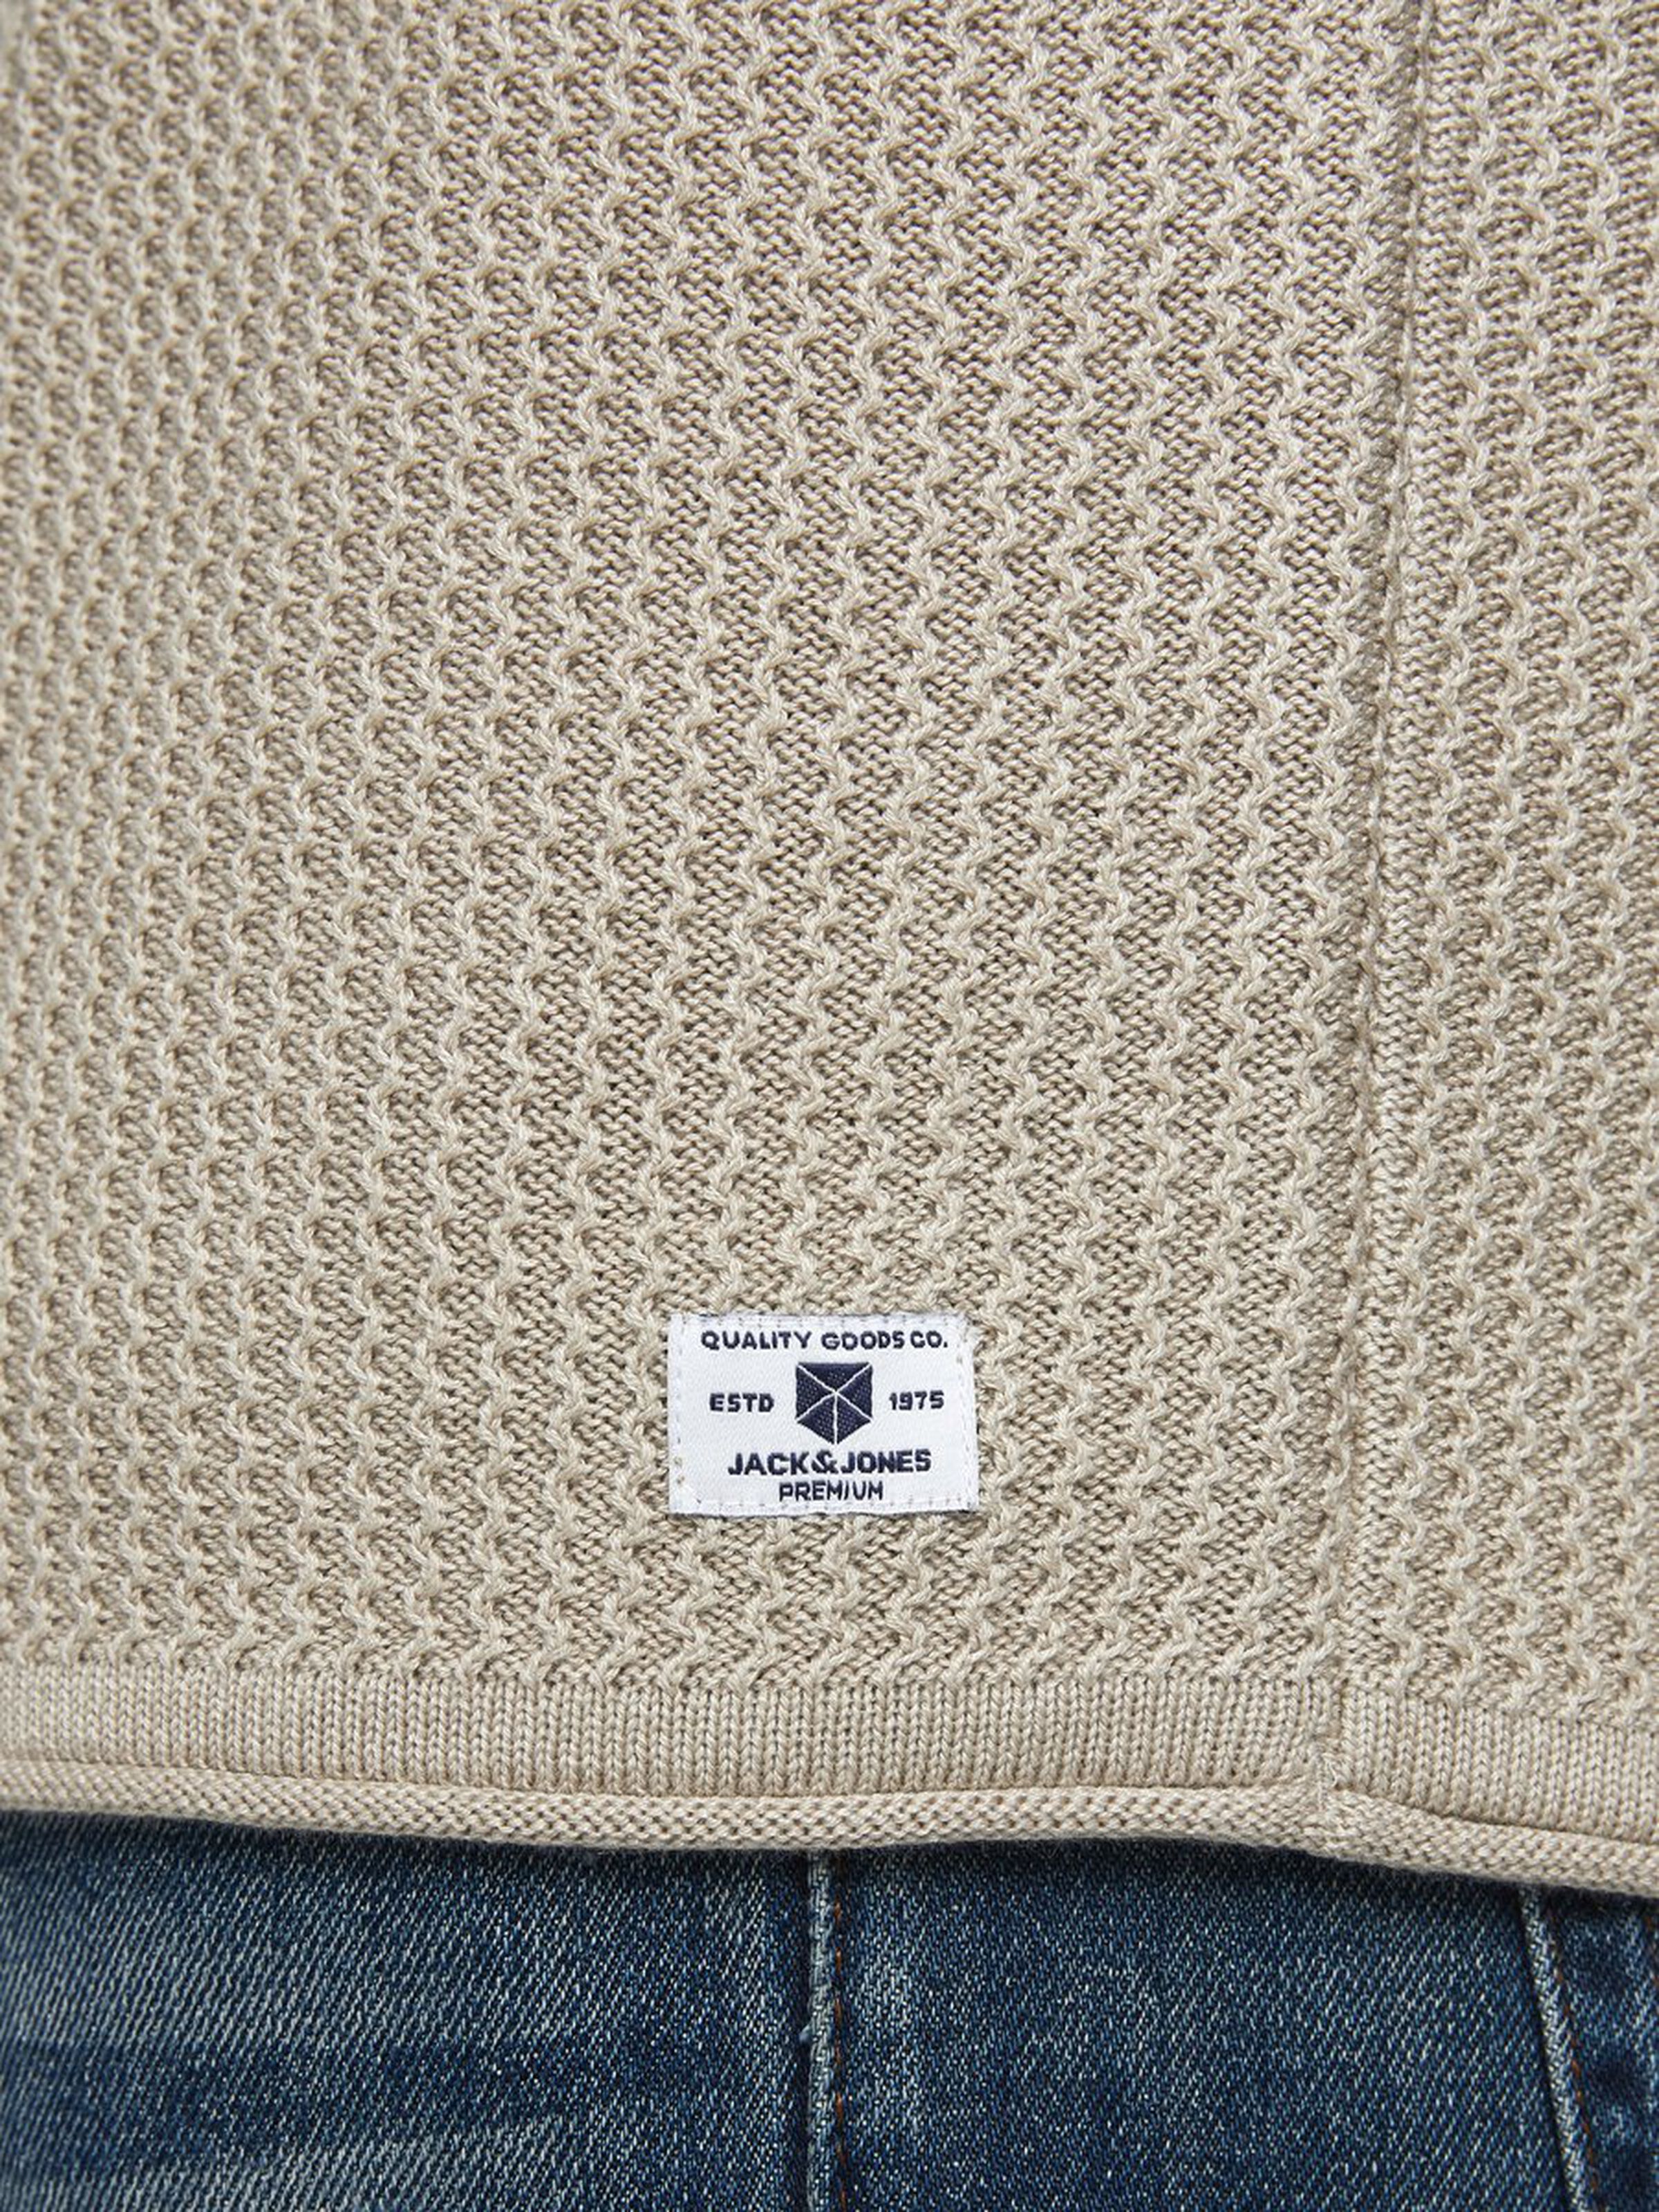 QUALITY GOODS CO.
ESTD 1975
JACK&JONES
PREMIUM